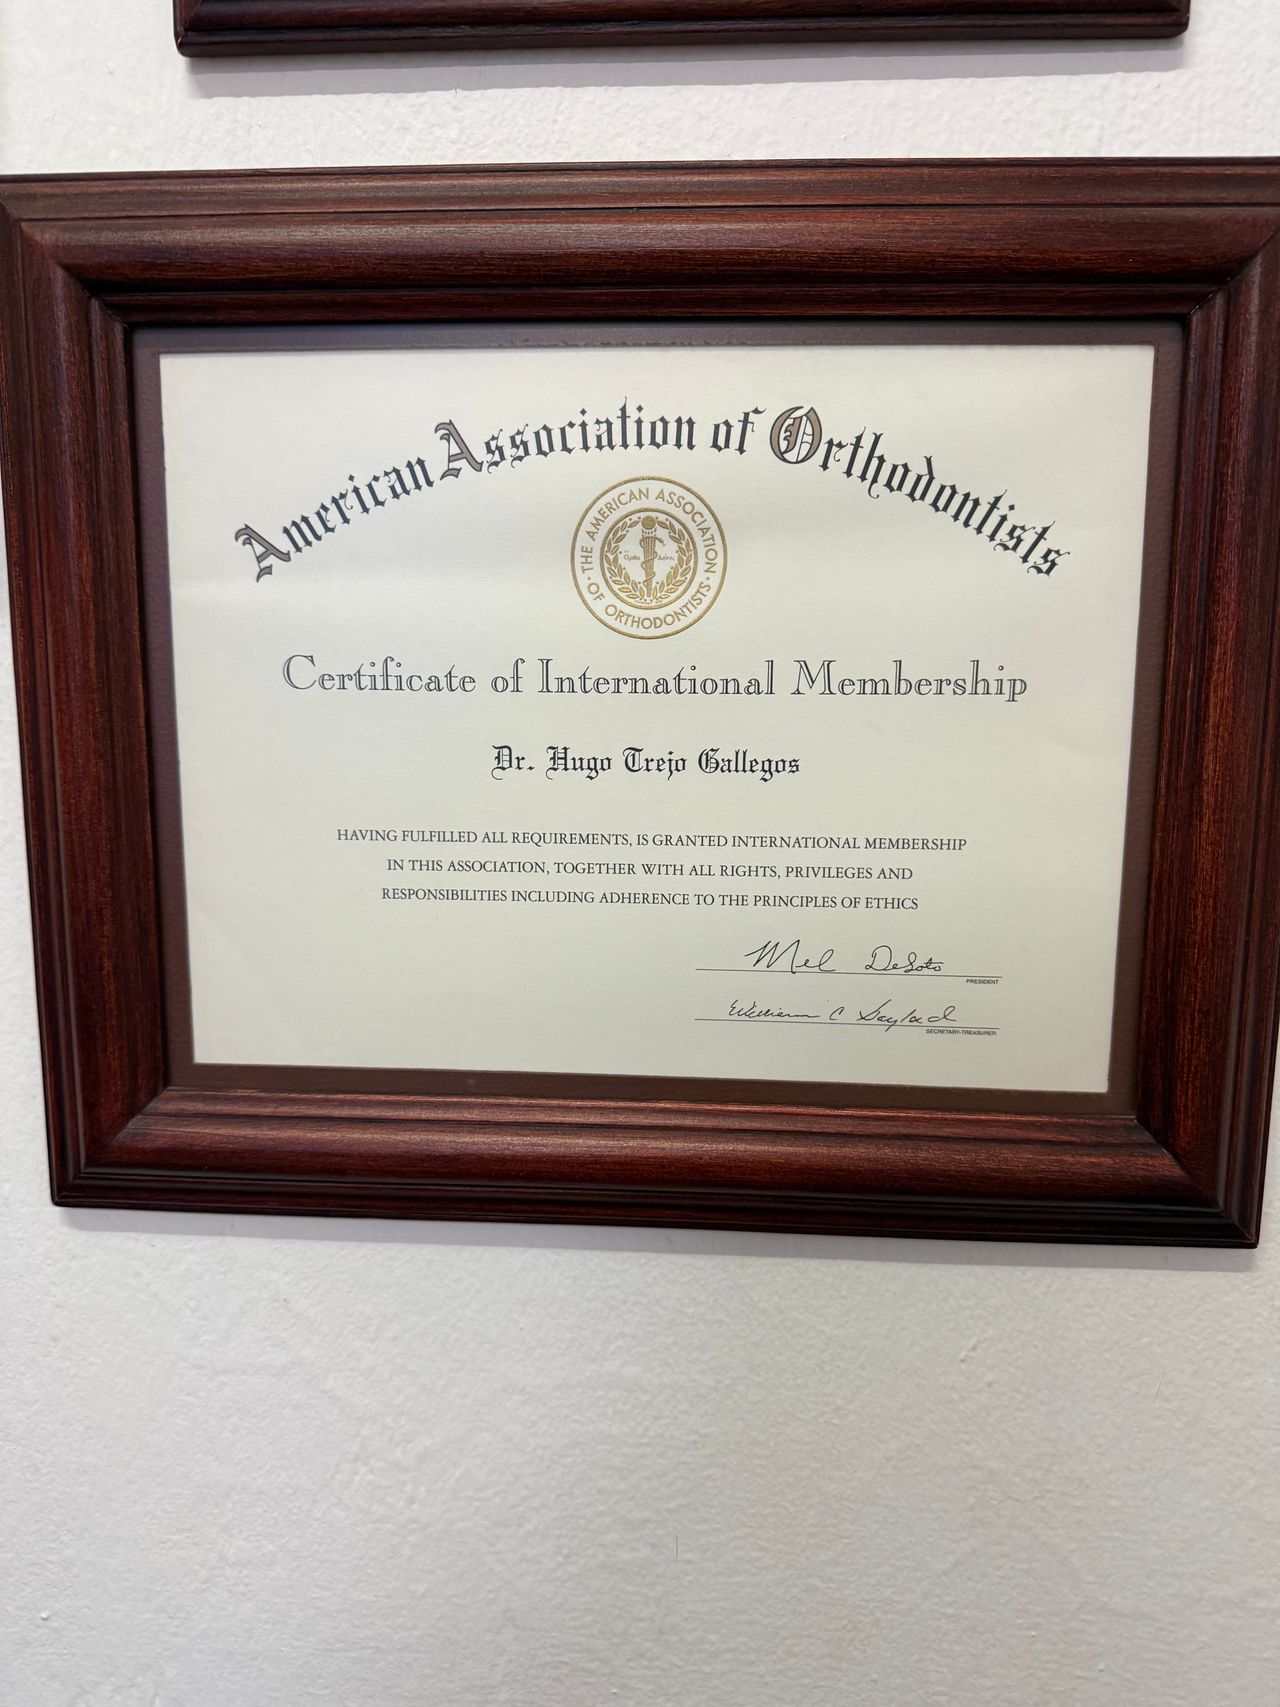 American Association of Orthodontists
THE AMERICAN ASSOCIATION
OF ORTHODONTISTS
Certificate of International Membership
Dr. Hugo Trejo Gallegos
HAVING FULFILLED ALL REQUIREMENTS, IS GRANTED INTERNATIONAL MEMBERSHIP
IN THIS ASSOCIATION, TOGETHER WITH ALL RIGHTS, PRIVILEGES AND
RESPONSIBILITIES INCLUDING ADHERENCE TO THE PRINCIPLES OF ETHICS
Mel DeSoto
PRESIDENT
William C Gaylord
SECRETARY-TREASURER